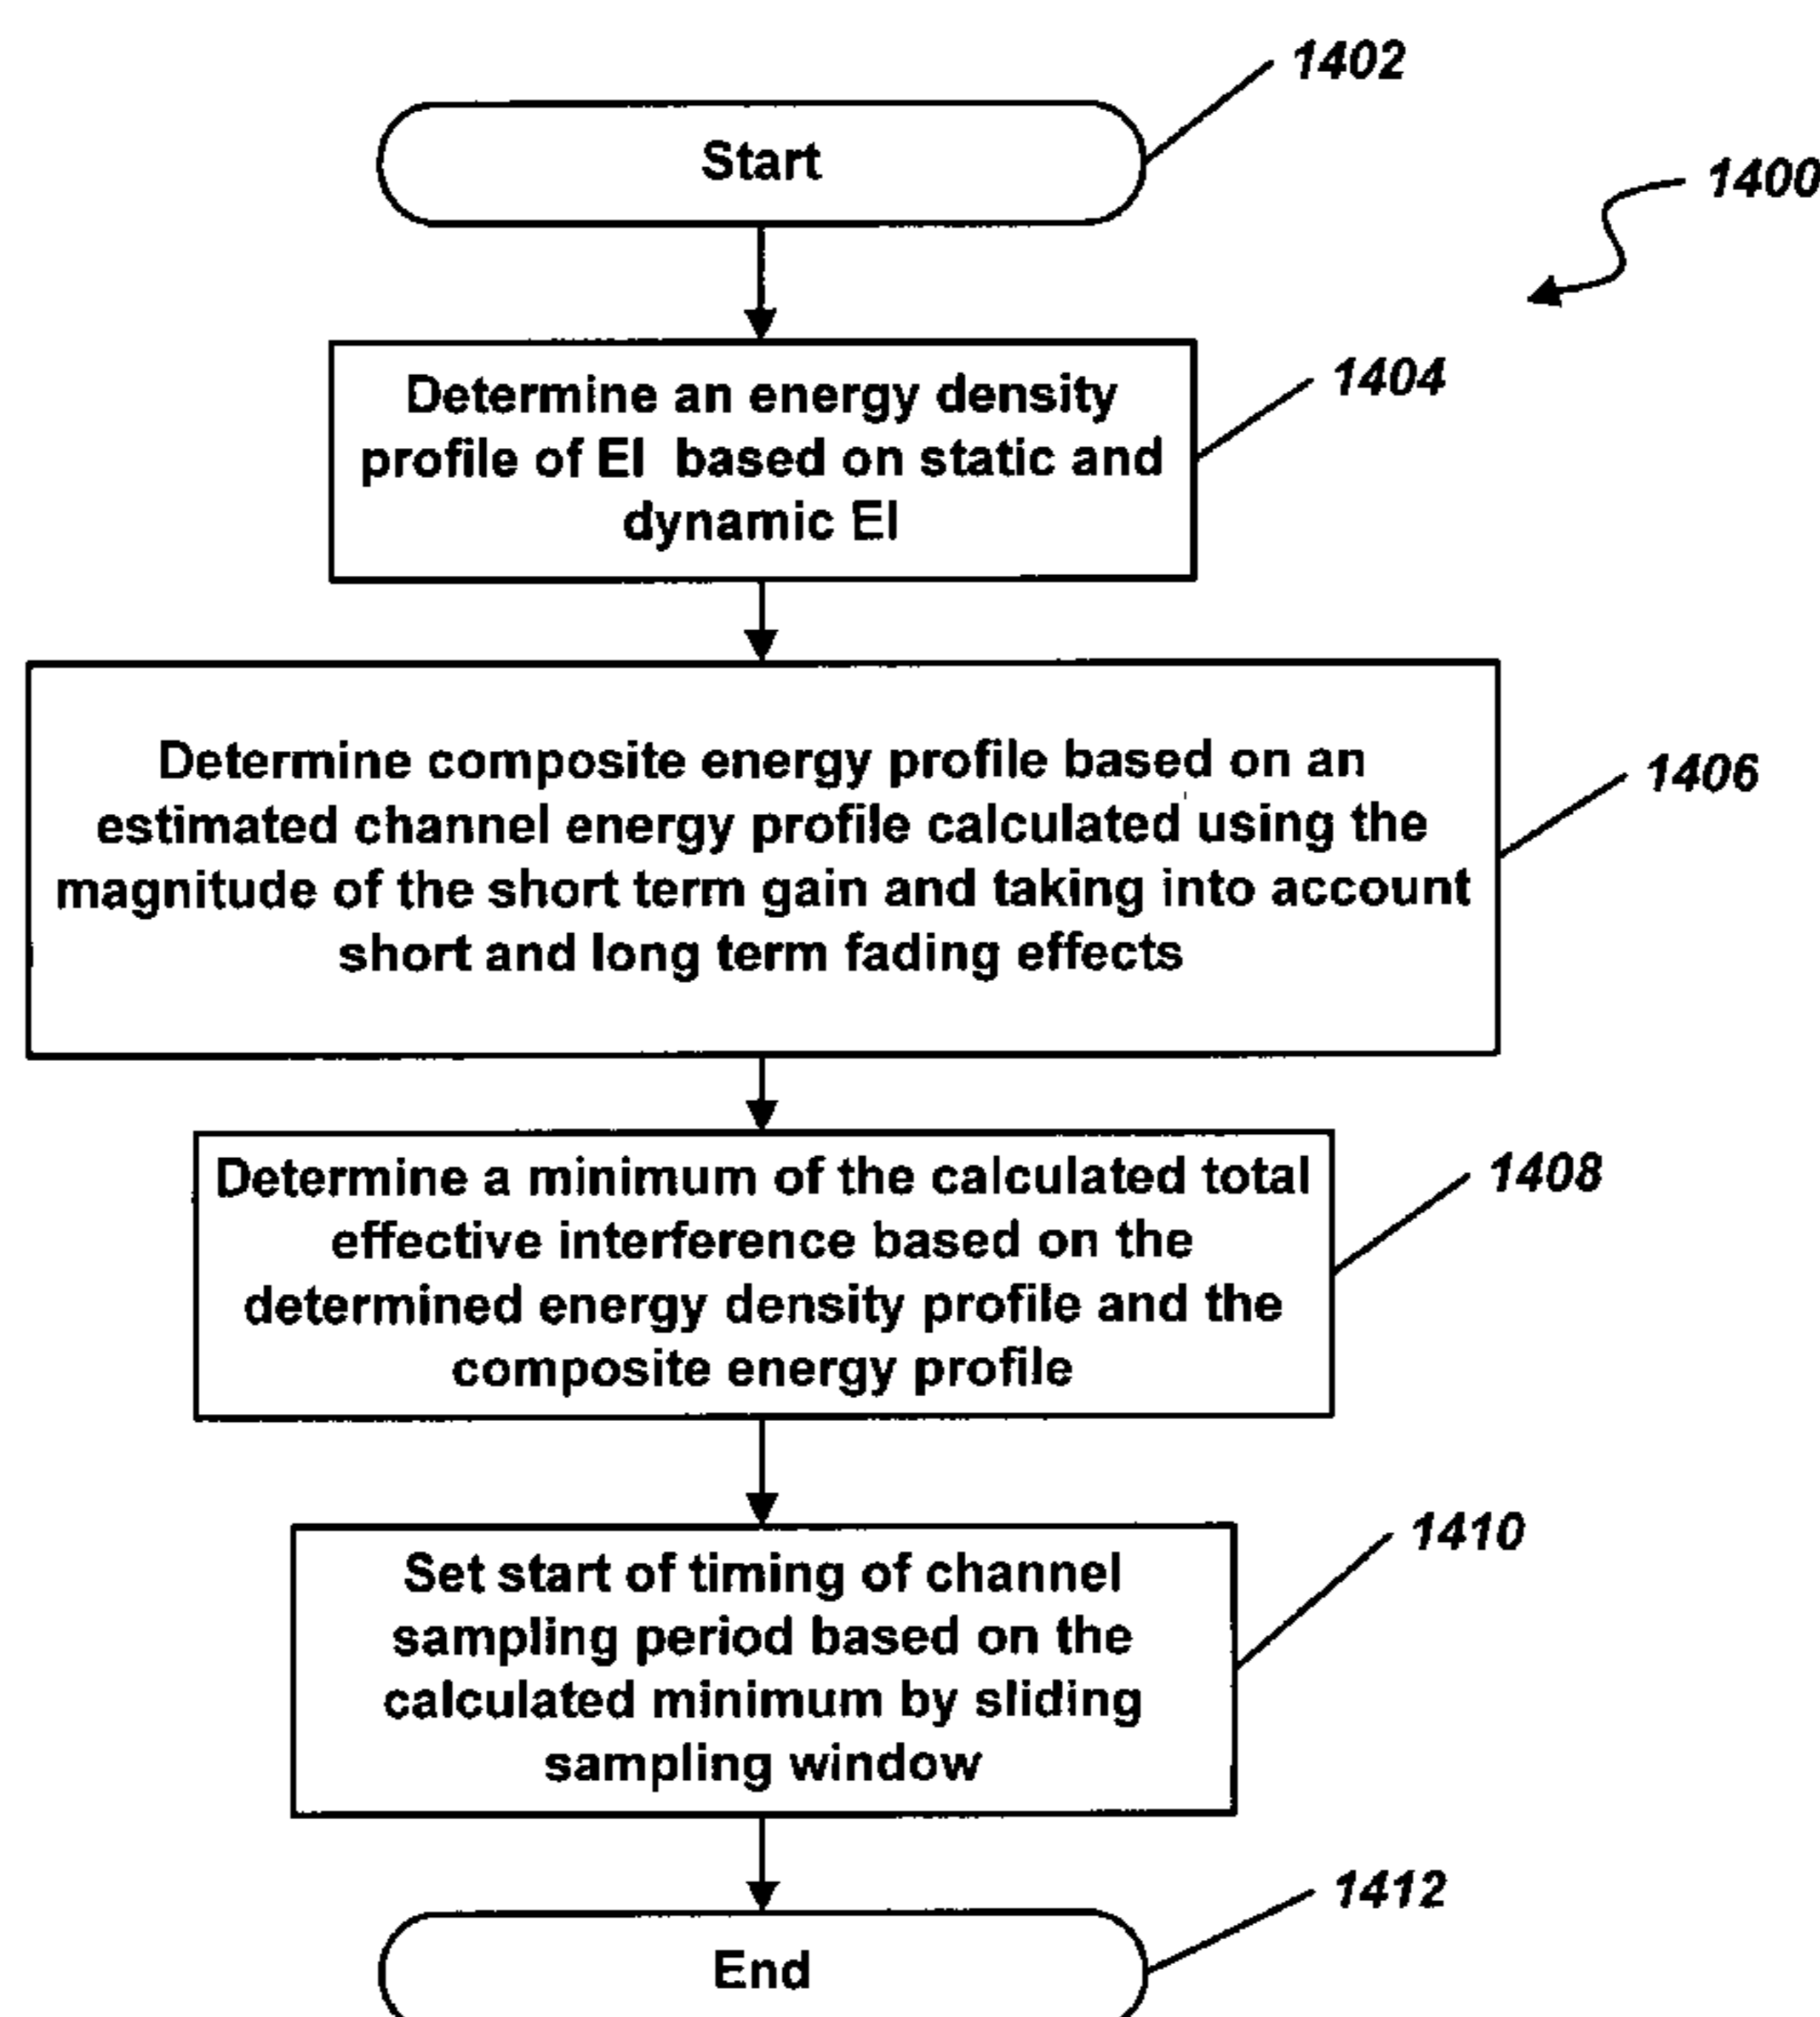 1402
Start
1400
Determine an energy density
profile of EI based on static and
dynamic EI
1404
Determine composite energy profile based on an
estimated channel energy profile calculated using the
magnitude of the short term gain and taking into account
short and long term fading effects
1406
Determine a minimum of the calculated total
effective interference based on the
determined energy density profile and the
composite energy profile
1408
Set start of timing of channel
sampling period based on the
calculated minimum by sliding
sampling window
1410
End
1412